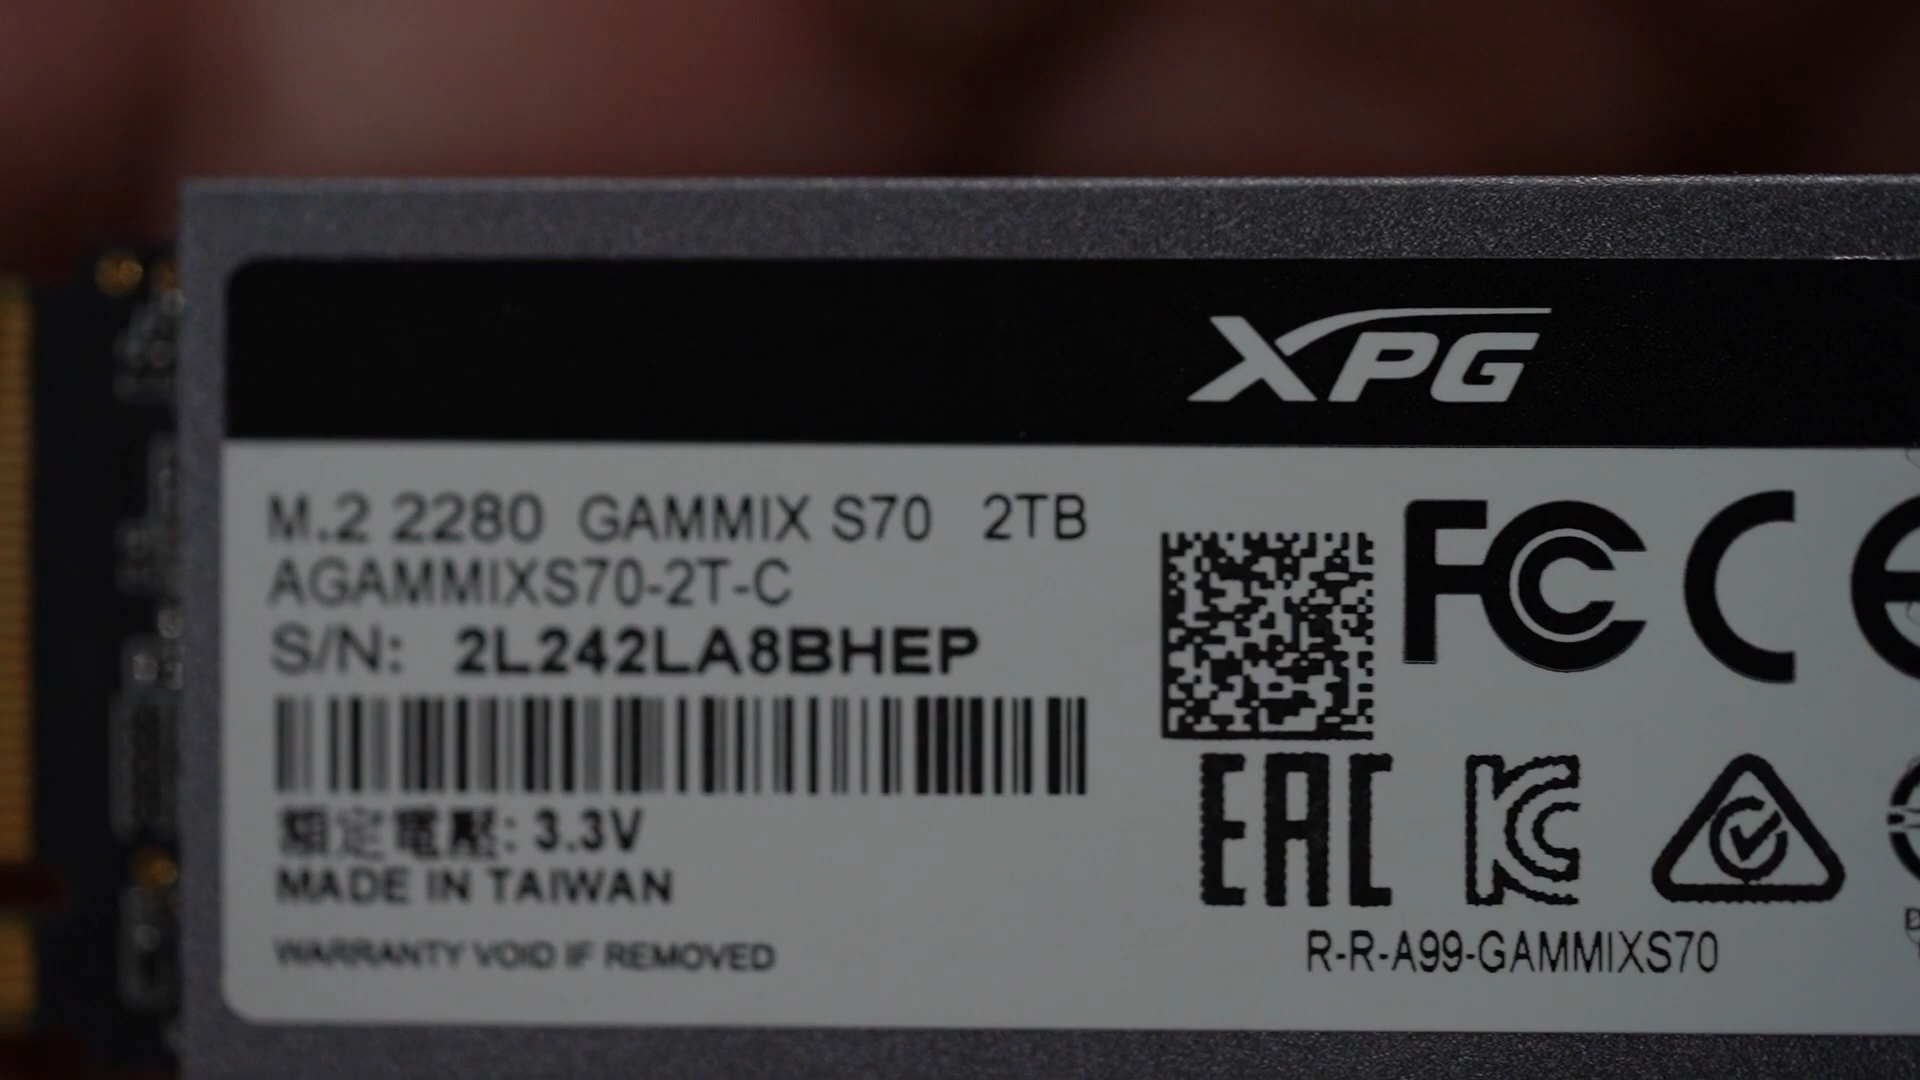 XPG
M.2 2280 GAMMIX S70 2TB
AGAMMIXS70-2T-C
S/N: 2L242LA8BHEP
額定電壓: 3.3V
MADE IN TAIWAN
WARRANTY VOID IF REMOVED
FC CE
EAC KC
R-R-A99-GAMMIXS70